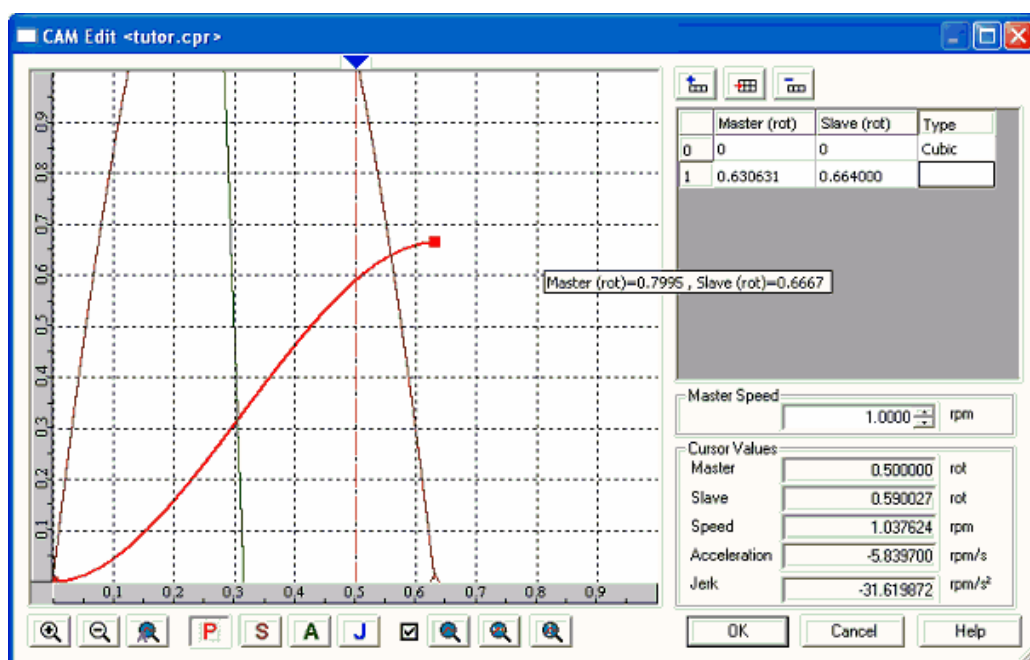 CAM Edit <tutor.cpr>
Master (rot) Slave (rot) Type
0 0 0 Cubic
1 0.630631 0.664000
0,9
0,8
0,7
0,6
0,5
0,4
0,3
0,2
0,1
Master (rot)=0.7995 , Slave (rot)=0.6667
0,1 0,2 0,3 0,4 0,5 0,6 0,7 0,8 0,9
Master Speed
1.0000 rpm
Cursor Values
Master 0.500000 rot
Slave 0.590027 rot
Speed 1.037624 rpm
Acceleration -5.839700 rpm/s
Jerk -31.619872 rpm/s²
P S A J
OK Cancel Help